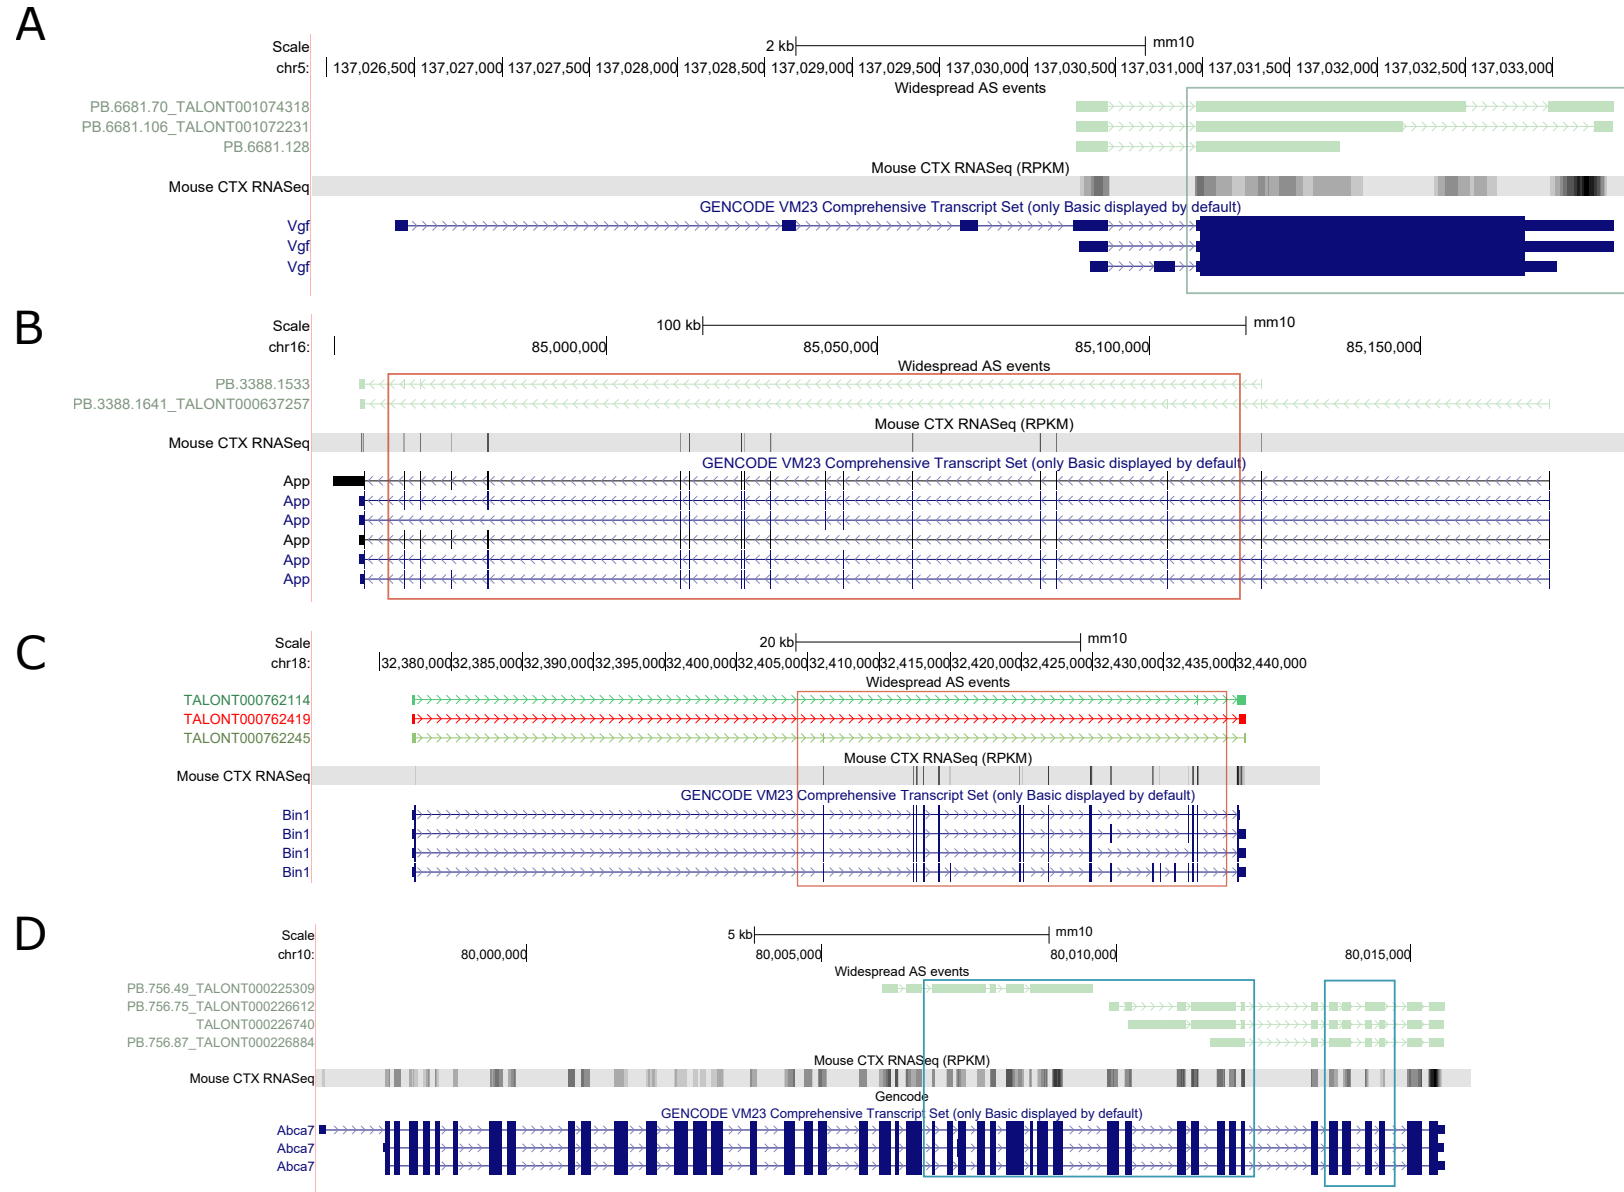 A
Scale 2 kb mm10
chr5: 137,026,500 137,027,000 137,027,500 137,028,000 137,028,500 137,029,000 137,029,500 137,030,000 137,030,500 137,031,000 137,031,500 137,032,000 137,032,500 137,033,000
Widespread AS events
PB.6681.70_TALONT001074318
PB.6681.106_TALONT001072231
PB.6681.128
Mouse CTX RNASeq (RPKM)
Mouse CTX RNASeq
GENCODE VM23 Comprehensive Transcript Set (only Basic displayed by default)
Vgf
Vgf
Vgf
B
Scale 100 kb mm10
chr16: 85,000,000 85,050,000 85,100,000 85,150,000
Widespread AS events
PB.3388.1533
PB.3388.1641_TALONT000637257
Mouse CTX RNASeq (RPKM)
Mouse CTX RNASeq
GENCODE VM23 Comprehensive Transcript Set (only Basic displayed by default)
App
App
App
App
App
App
C
Scale 20 kb mm10
chr18: 32,380,000 32,385,000 32,390,000 32,395,000 32,400,000 32,405,000 32,410,000 32,415,000 32,420,000 32,425,000 32,430,000 32,435,000 32,440,000
Widespread AS events
TALONT000762114
TALONT000762419
TALONT000762245
Mouse CTX RNASeq (RPKM)
Mouse CTX RNASeq
GENCODE VM23 Comprehensive Transcript Set (only Basic displayed by default)
Bin1
Bin1
Bin1
Bin1
D
Scale 5 kb mm10
chr10: 80,000,000 80,005,000 80,010,000 80,015,000
Widespread AS events
PB.756.49_TALONT000225309
PB.756.75_TALONT000226612
TALONT000226740
PB.756.87_TALONT000226884
Mouse CTX RNASeq (RPKM)
Mouse CTX RNASeq
Gencode
GENCODE VM23 Comprehensive Transcript Set (only Basic displayed by default)
Abca7
Abca7
Abca7